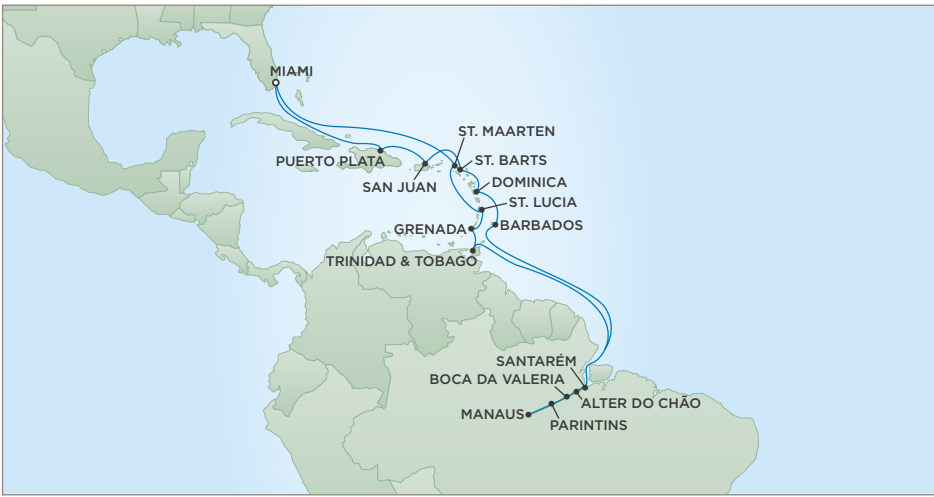 MIAMI
ST. MAARTEN
PUERTO PLATA
ST. BARTS
SAN JUAN
DOMINICA
ST. LUCIA
GRENADA
BARBADOS
TRINIDAD & TOBAGO
SANTARÉM
BOCA DA VALERIA
ALTER DO CHÃO
MANAUS
PARINTINS